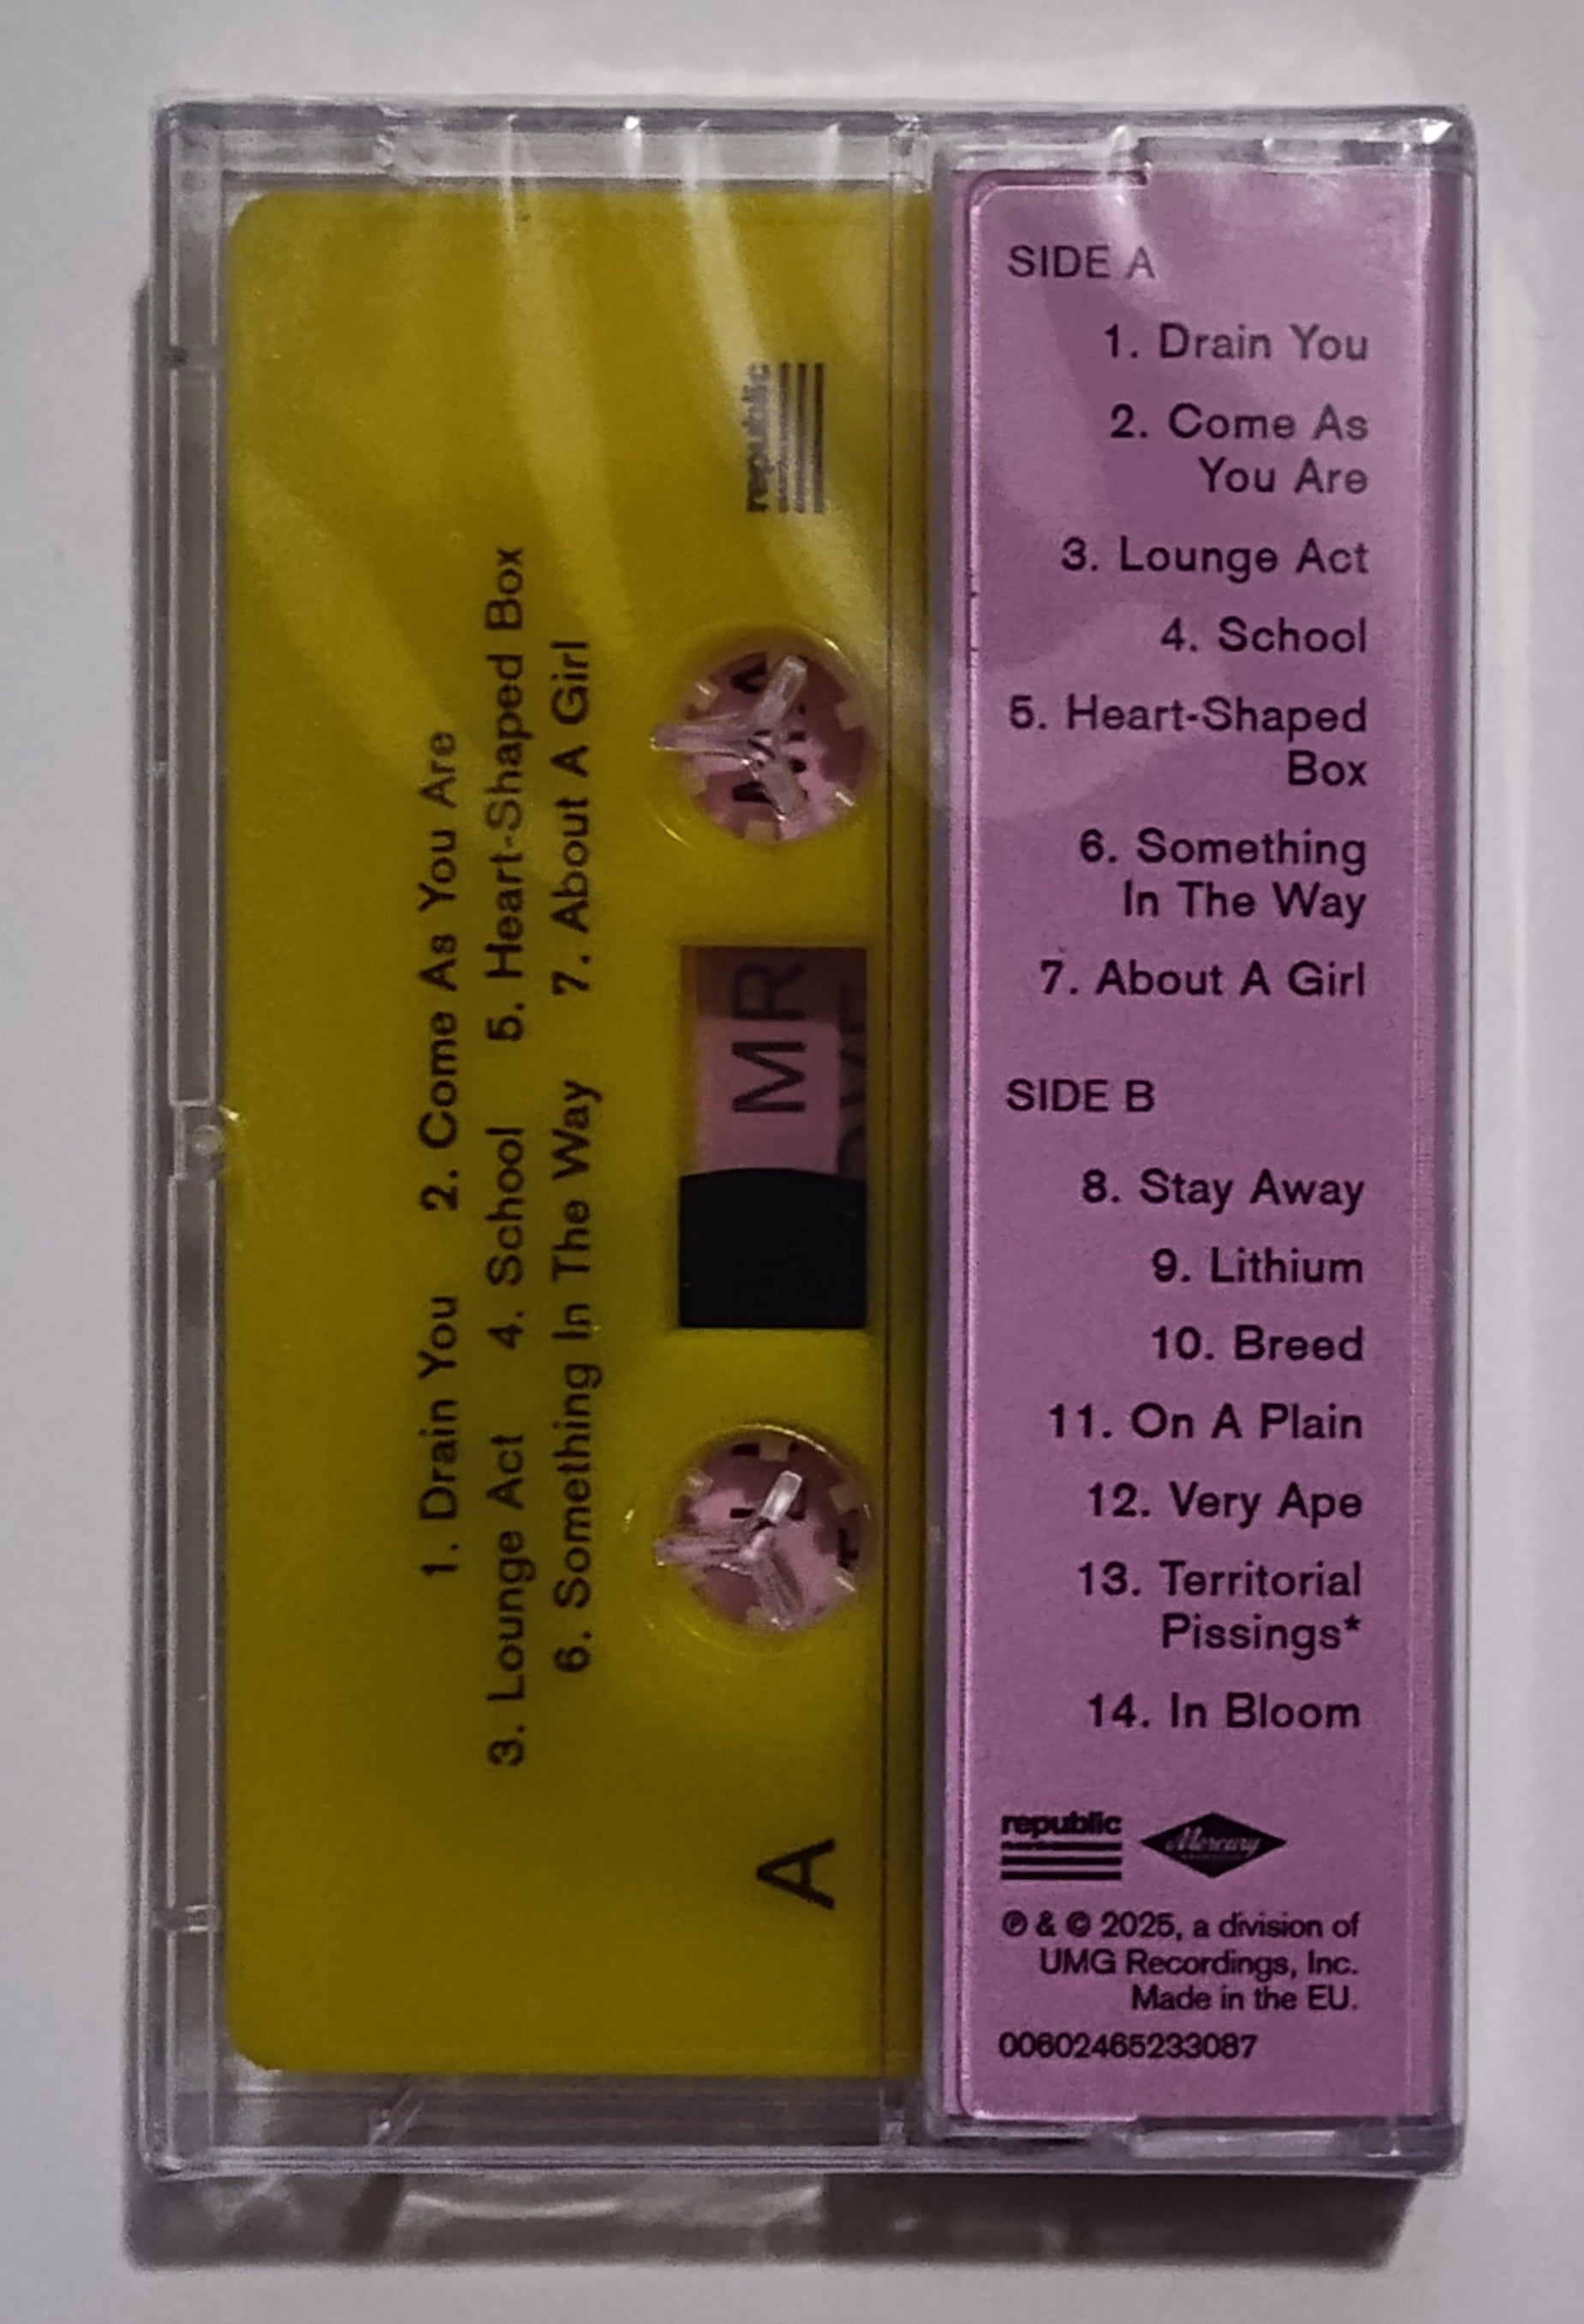 1. Drain You 2. Come As You Are
3. Lounge Act 4. School 5. Heart-Shaped Box
6. Something In The Way 7. About A Girl
republic
MR
A
SIDE A
1. Drain You
2. Come As
You Are
3. Lounge Act
4. School
5. Heart-Shaped
Box
6. Something
In The Way
7. About A Girl
SIDE B
8. Stay Away
9. Lithium
10. Breed
11. On A Plain
12. Very Ape
13. Territorial
Pissings*
14. In Bloom
republic Mercury
℗ & © 2025, a division of
UMG Recordings, Inc.
Made in the EU.
00602465233087